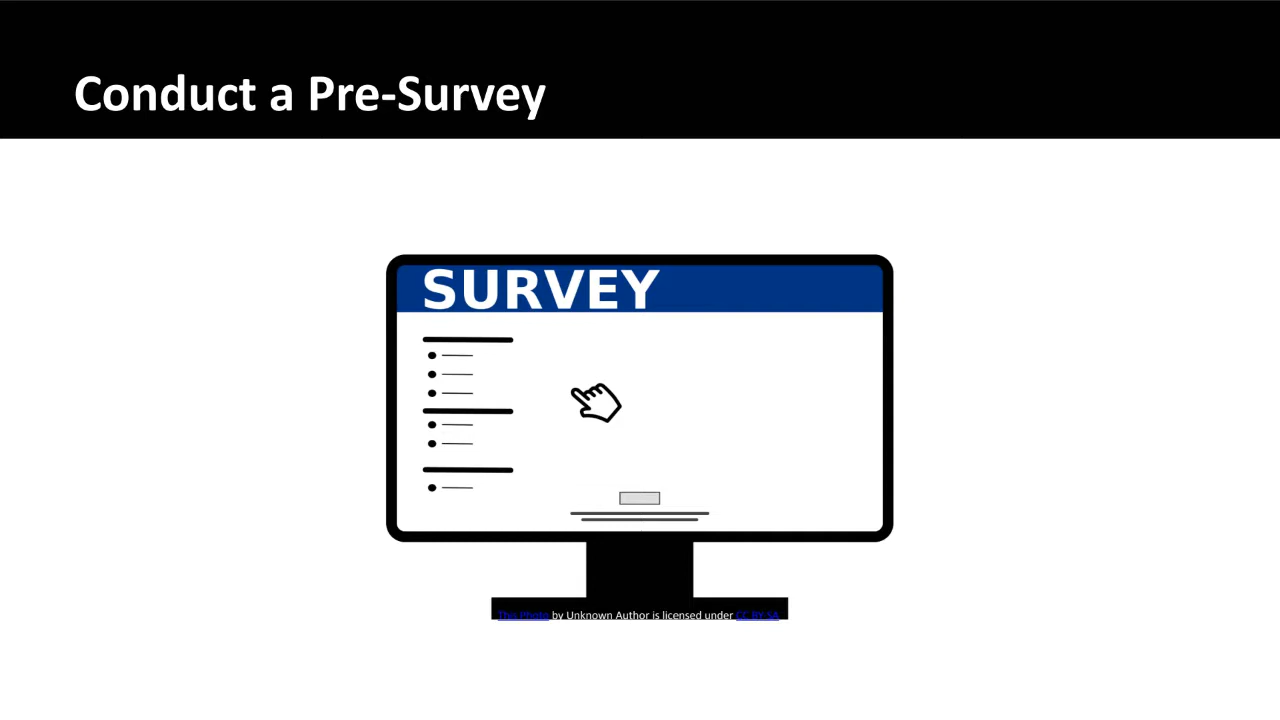 Conduct a Pre-Survey
SURVEY
This Photo by Unknown Author is licensed under CC BY-SA